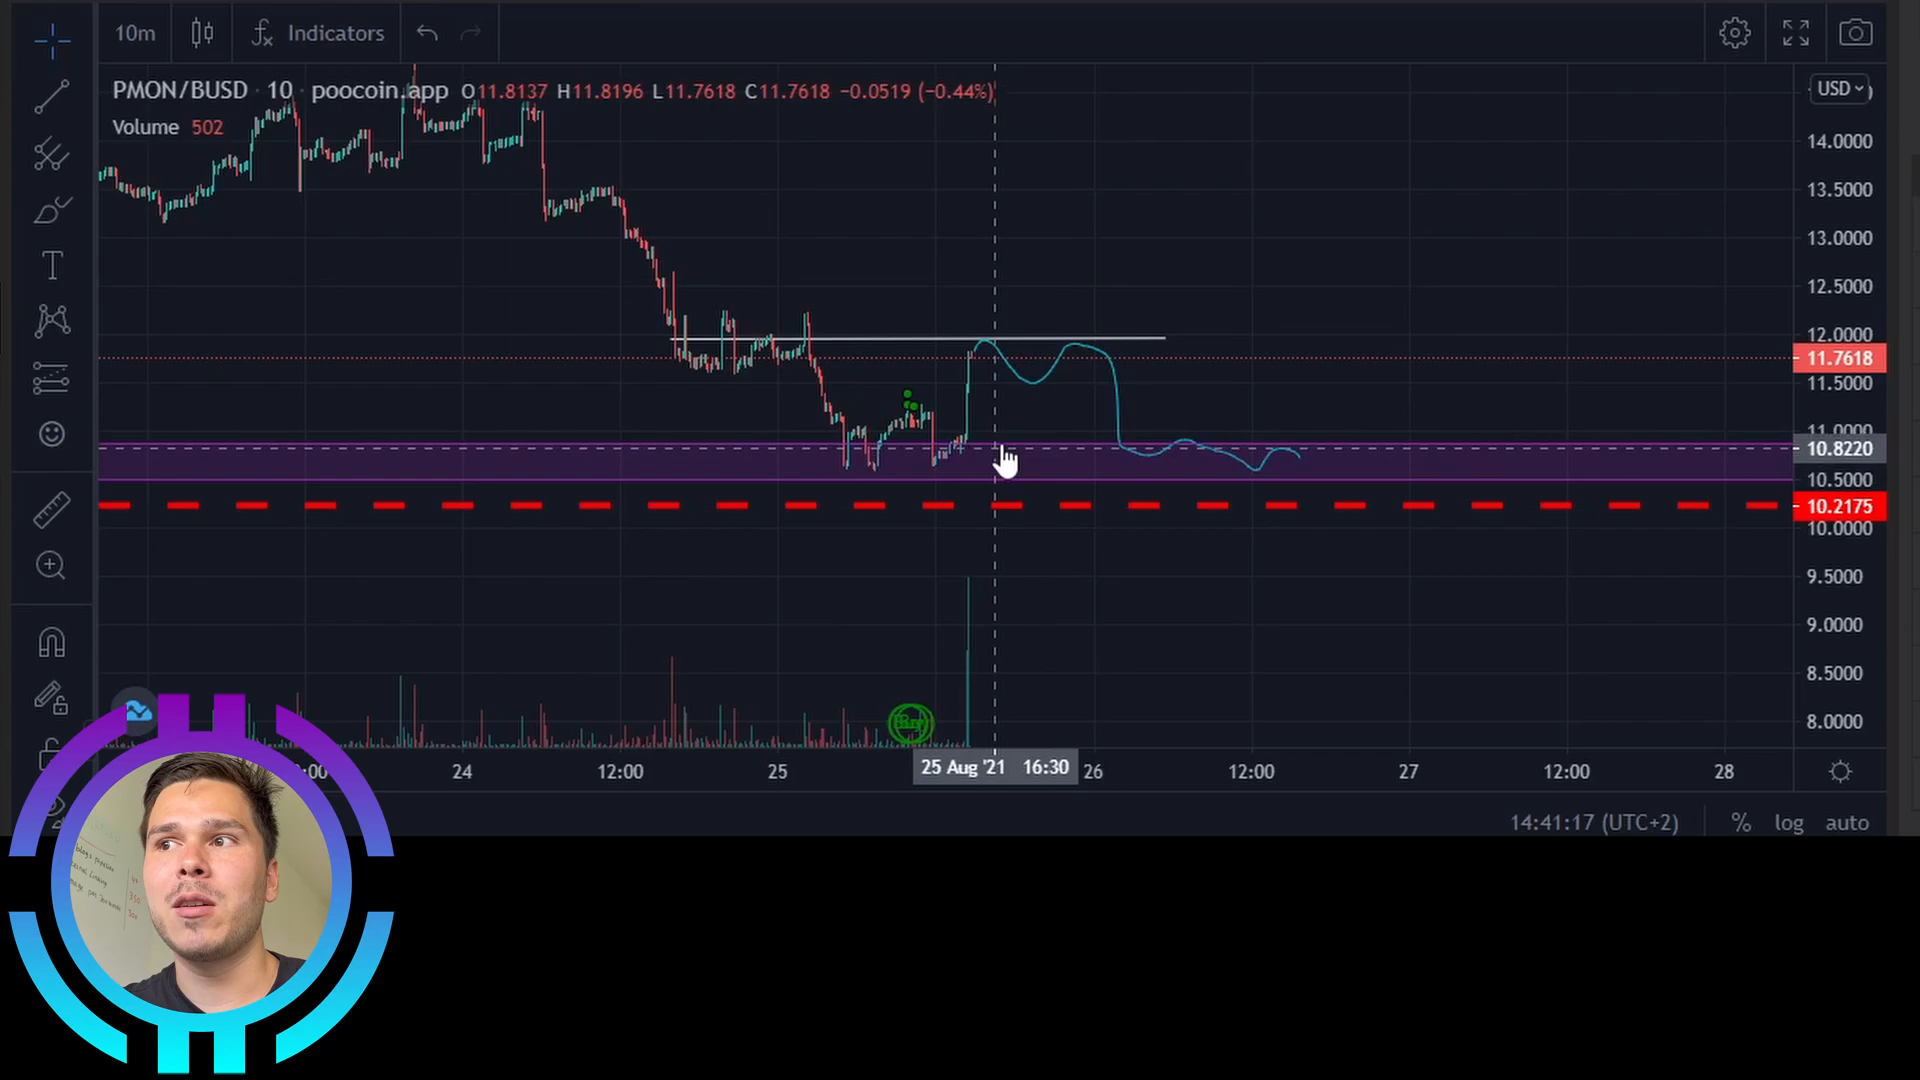 10m Indicators
PMON/BUSD · 10 · poocoin.app O11.8137 H11.8196 L11.7618 C11.7618 −0.0519 (−0.44%)
USD
Volume 502
14.0000
13.5000
13.0000
12.5000
12.0000
11.7618
11.5000
11.0000
10.8220
10.5000
10.2175
10.0000
9.5000
9.0000
8.5000
8.0000
24 12:00 25 25 Aug '21 16:30 26 12:00 27 12:00 28
14:41:17 (UTC+2) % log auto